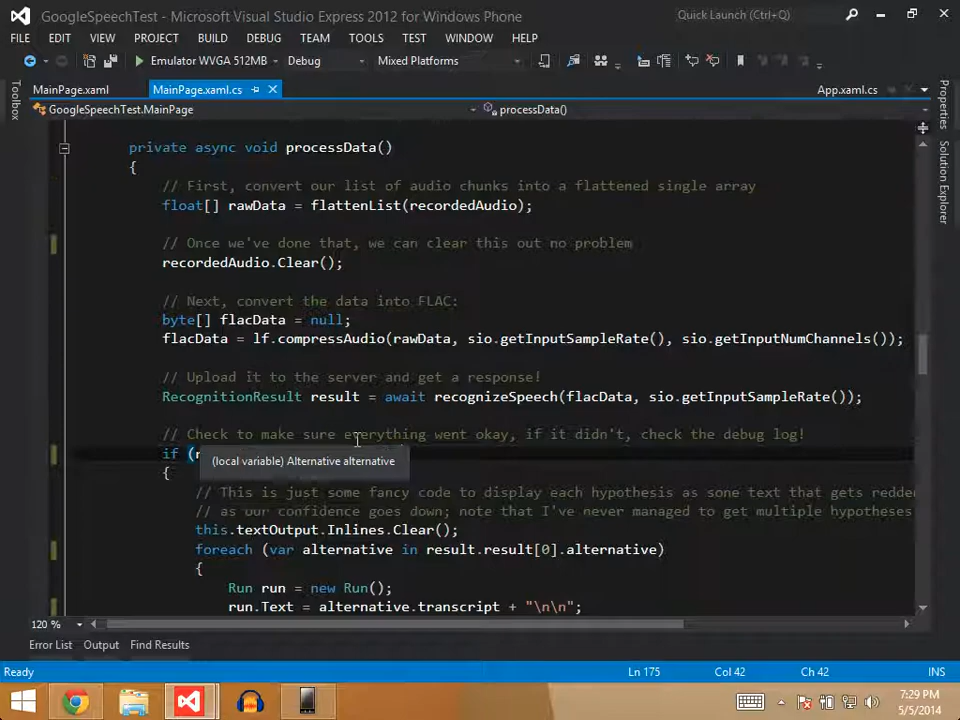 GoogleSpeechTest - Microsoft Visual Studio Express 2012 for Windows Phone
Quick Launch (Ctrl+Q)
FILE EDIT VIEW PROJECT BUILD DEBUG TEAM TOOLS TEST WINDOW HELP
Emulator WVGA 512MB Debug Mixed Platforms
Toolbox
MainPage.xaml MainPage.xaml.cs App.xaml.cs
GoogleSpeechTest.MainPage processData()
Properties
Solution Explorer
private async void processData()
{
// First, convert our list of audio chunks into a flattened single array
float[] rawData = flattenList(recordedAudio);
// Once we've done that, we can clear this out no problem
recordedAudio.Clear();
// Next, convert the data into FLAC:
byte[] flacData = null;
flacData = lf.compressAudio(rawData, sio.getInputSampleRate(), sio.getInputNumChannels());
// Upload it to the server and get a response!
RecognitionResult result = await recognizeSpeech(flacData, sio.getInputSampleRate());
// Check to make sure everything went okay, if it didn't, check the debug log!
if (
(local variable) Alternative alternative
{
// This is just some fancy code to display each hypothesis as sone text that gets redde
// as our confidence goes down; note that I've never managed to get multiple hypotheses
this.textOutput.Inlines.Clear();
foreach (var alternative in result.result[0].alternative)
{
Run run = new Run();
run.Text = alternative.transcript + "\n\n";
120 %
Error List Output Find Results
Ready Ln 175 Col 42 Ch 42 INS
7:29 PM
5/5/2014